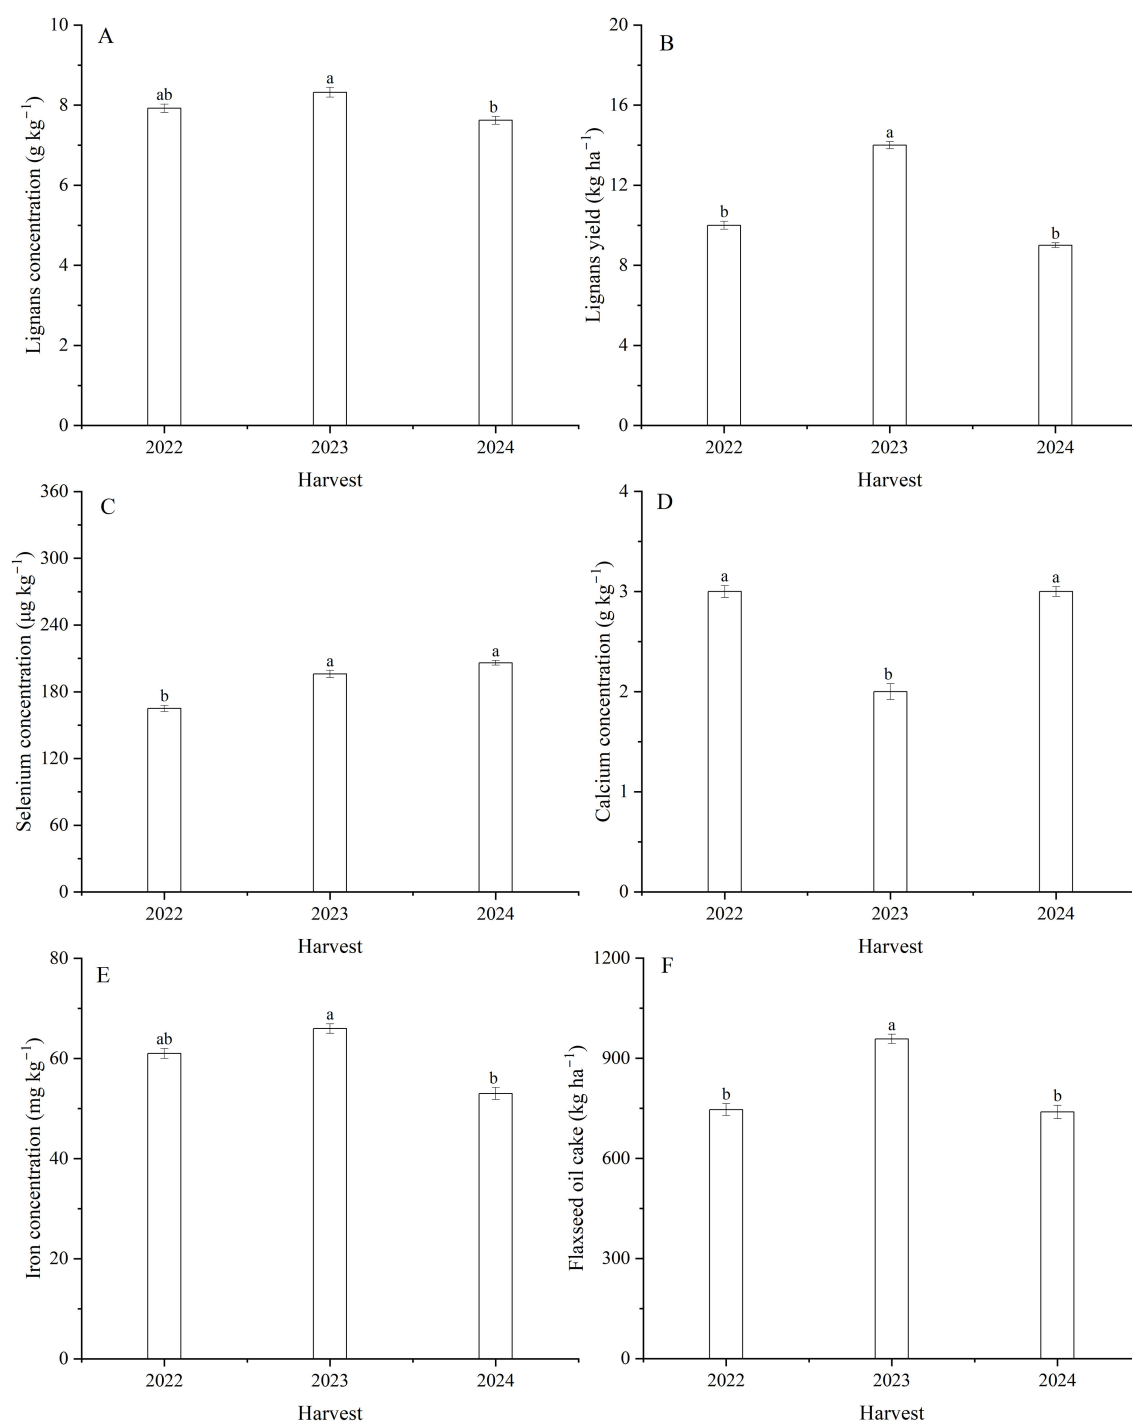 A
Lignans concentration (g kg⁻¹)
10
8
6
4
2
0
ab
a
b
2022 2023 2024
Harvest
B
Lignans yield (kg ha⁻¹)
20
16
12
8
4
0
b
a
b
2022 2023 2024
Harvest
C
Selenium concentration (μg kg⁻¹)
360
300
240
180
120
60
0
b
a
a
2022 2023 2024
Harvest
D
Calcium concentration (g kg⁻¹)
4
3
2
1
0
a
b
a
2022 2023 2024
Harvest
E
Iron concentration (mg kg⁻¹)
80
60
40
20
0
ab
a
b
2022 2023 2024
Harvest
F
Flaxseed oil cake (kg ha⁻¹)
1200
900
600
300
0
b
a
b
2022 2023 2024
Harvest